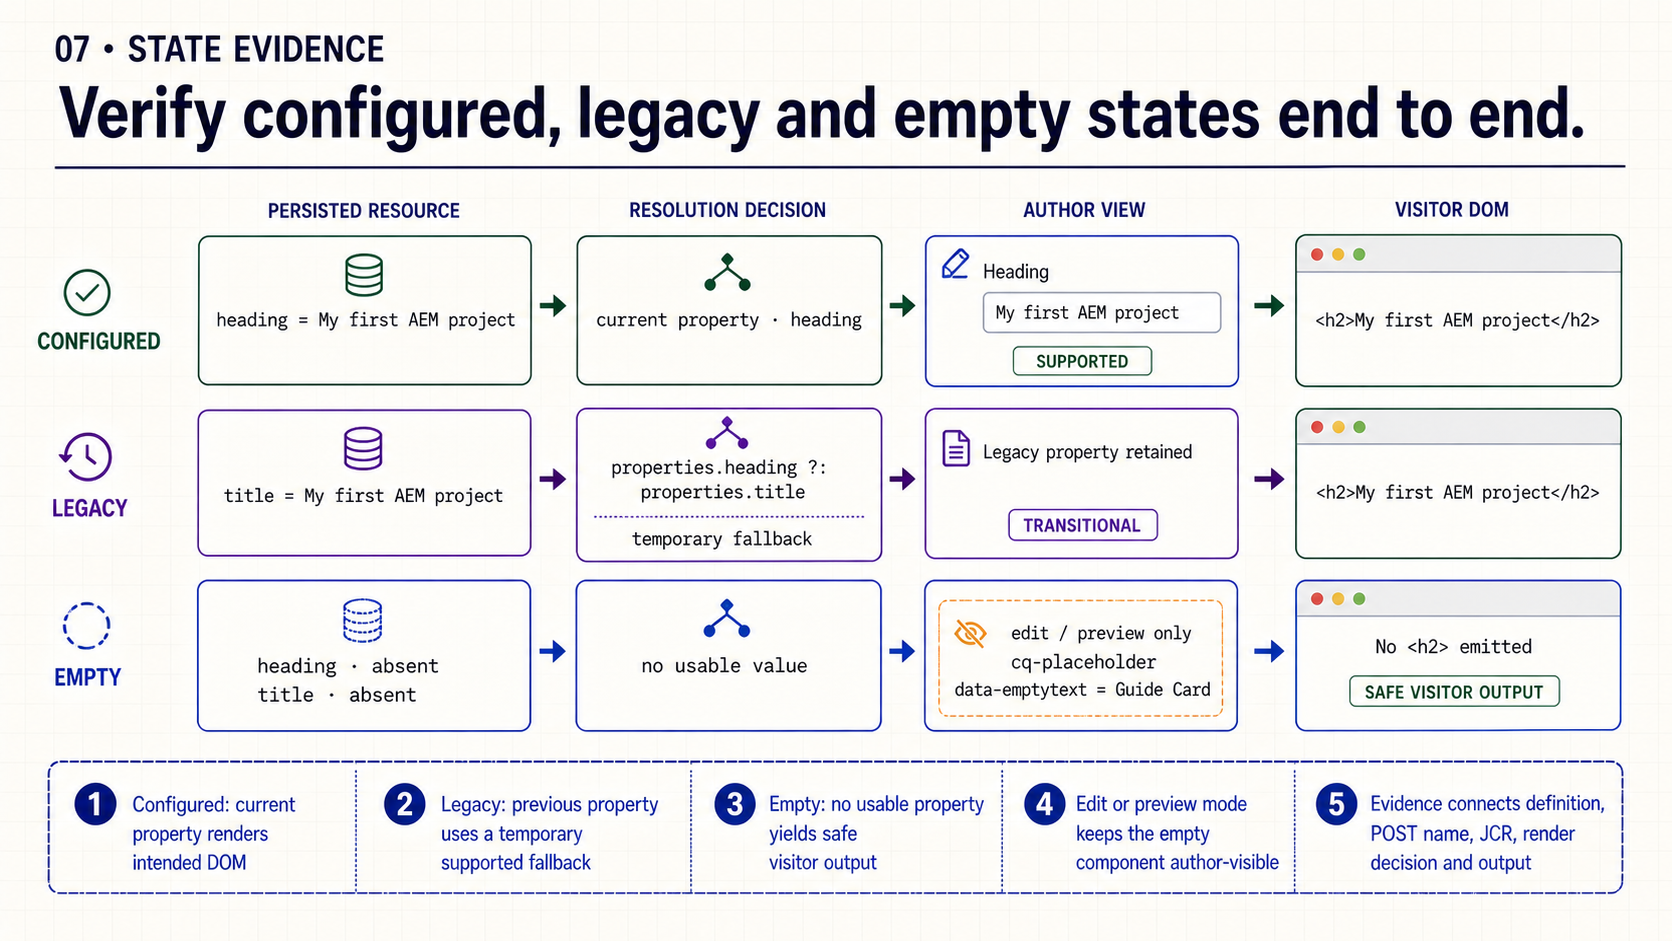 07 • STATE EVIDENCE
Verify configured, legacy and empty states end to end.
PERSISTED RESOURCE
RESOLUTION DECISION
AUTHOR VIEW
VISITOR DOM
CONFIGURED
heading = My first AEM project
current property · heading
Heading
My first AEM project
SUPPORTED
<h2>My first AEM project</h2>
LEGACY
title = My first AEM project
properties.heading ?:
properties.title
temporary fallback
Legacy property retained
TRANSITIONAL
<h2>My first AEM project</h2>
EMPTY
heading · absent
title · absent
no usable value
edit / preview only
cq-placeholder
data-emptytext = Guide Card
No <h2> emitted
SAFE VISITOR OUTPUT
1
Configured: current
property renders
intended DOM
2
Legacy: previous property
uses a temporary
supported fallback
3
Empty: no usable property
yields safe
visitor output
4
Edit or preview mode
keeps the empty
component author-visible
5
Evidence connects definition,
POST name, JCR, render
decision and output